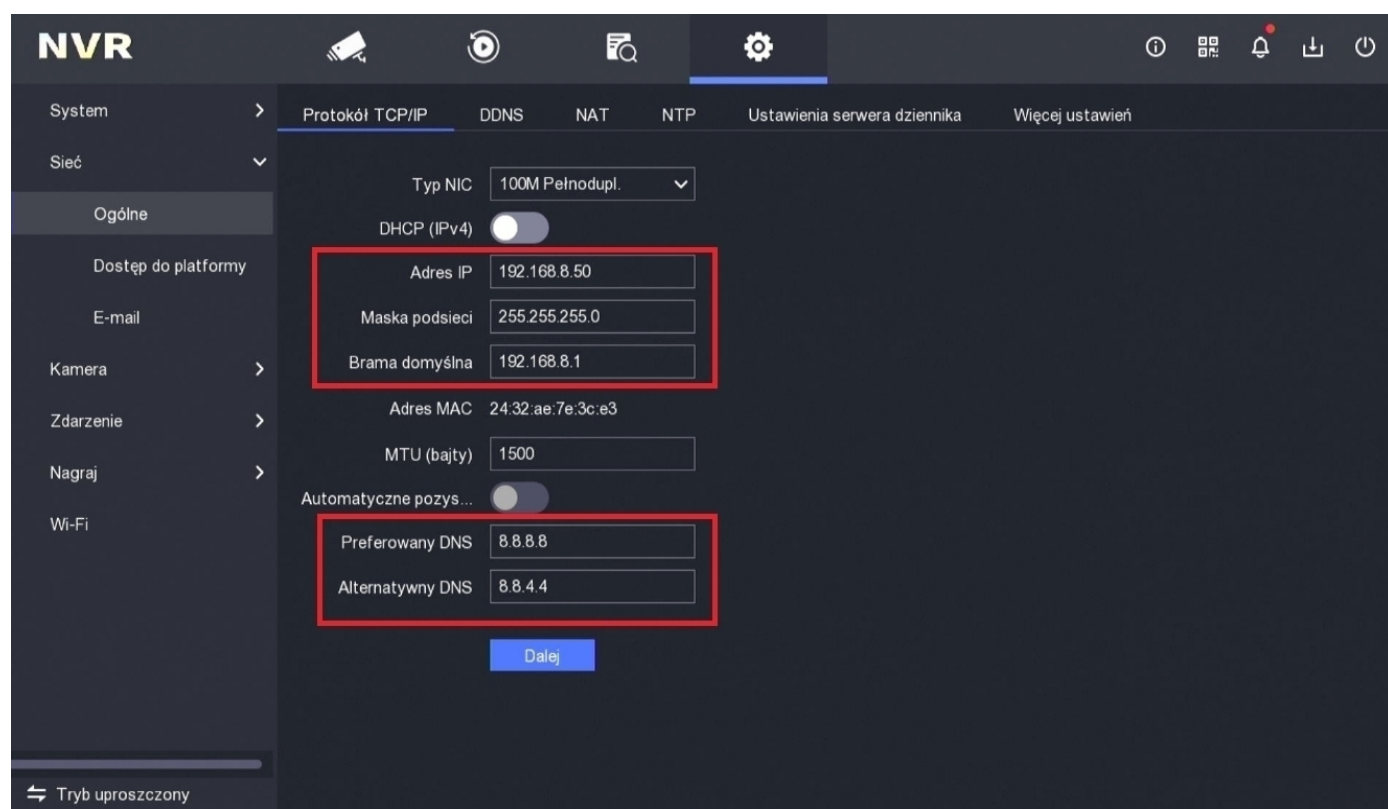 NVR
System
Sieć
Ogólne
Dostęp do platformy
E-mail
Kamera
Zdarzenie
Nagraj
Wi-Fi
Tryb uproszczony
Protokół TCP/IP DDNS NAT NTP Ustawienia serwera dziennika Więcej ustawień
Typ NIC 100M Pełnodupl.
DHCP (IPv4)
Adres IP 192.168.8.50
Maska podsieci 255.255.255.0
Brama domyślna 192.168.8.1
Adres MAC 24:32:ae:7e:3c:e3
MTU (bajty) 1500
Automatyczne pozys...
Preferowany DNS 8.8.8.8
Alternatywny DNS 8.8.4.4
Dalej